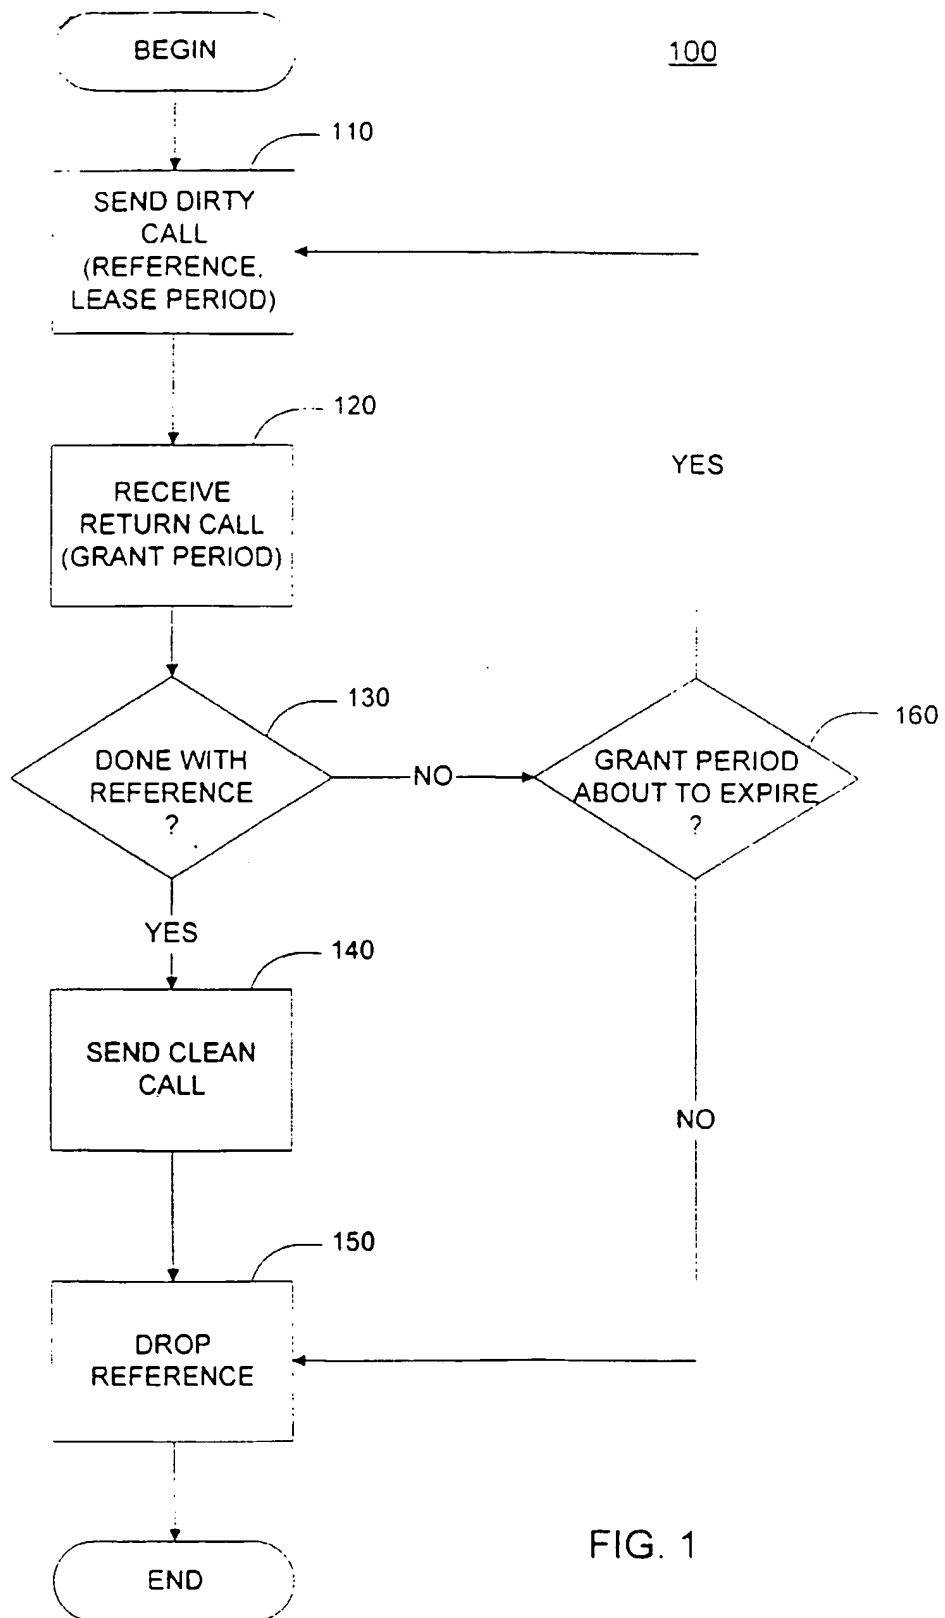 BEGIN
100
110
SEND DIRTY
CALL
(REFERENCE,
LEASE PERIOD)
120
RECEIVE
RETURN CALL
(GRANT PERIOD)
YES
130
DONE WITH
REFERENCE
?
NO
160
GRANT PERIOD
ABOUT TO EXPIRE
?
YES
140
SEND CLEAN
CALL
NO
150
DROP
REFERENCE
END
FIG. 1